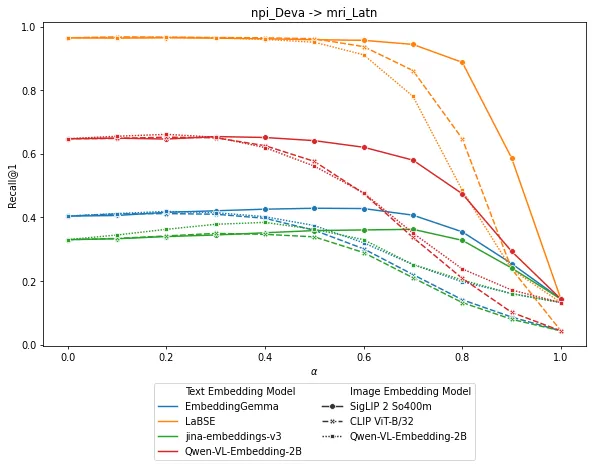 npi_Deva -> mri_Latn
Recall@1
1.0
0.8
0.6
0.4
0.2
0.0
0.0 0.2 0.4 0.6 0.8 1.0
α
Text Embedding Model
EmbeddingGemma
LaBSE
jina-embeddings-v3
Qwen-VL-Embedding-2B
Image Embedding Model
SigLIP 2 So400m
CLIP ViT-B/32
Qwen-VL-Embedding-2B